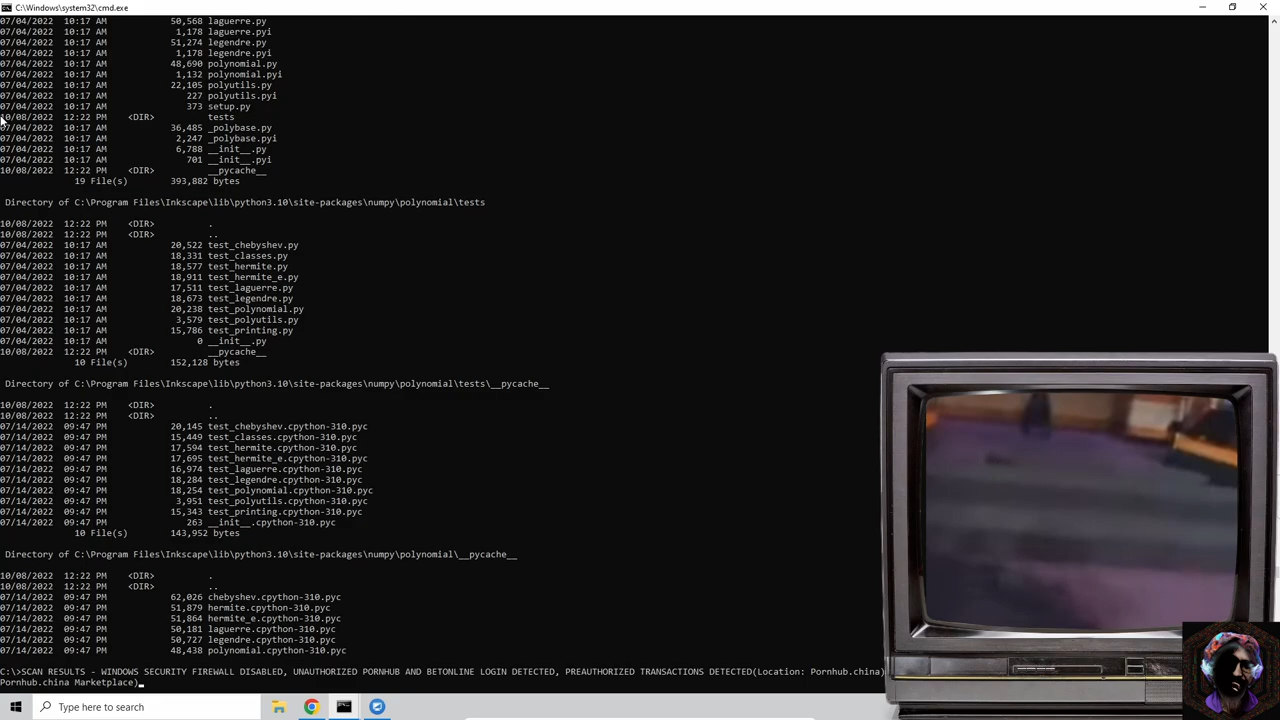 C:\Windows\system32\cmd.exe
07/04/2022 10:17 AM 50,568 laguerre.py
07/04/2022 10:17 AM 1,178 laguerre.pyi
07/04/2022 10:17 AM 51,274 legendre.py
07/04/2022 10:17 AM 1,178 legendre.pyi
07/04/2022 10:17 AM 48,690 polynomial.py
07/04/2022 10:17 AM 1,132 polynomial.pyi
07/04/2022 10:17 AM 22,105 polyutils.py
07/04/2022 10:17 AM 227 polyutils.pyi
07/04/2022 10:17 AM 373 setup.py
10/08/2022 12:22 PM <DIR> tests
07/04/2022 10:17 AM 36,485 _polybase.py
07/04/2022 10:17 AM 2,247 _polybase.pyi
07/04/2022 10:17 AM 6,788 __init__.py
07/04/2022 10:17 AM 701 __init__.pyi
10/08/2022 12:22 PM <DIR> __pycache__
19 File(s) 393,882 bytes
Directory of C:\Program Files\Inkscape\lib\python3.10\site-packages\numpy\polynomial\tests
10/08/2022 12:22 PM <DIR> .
10/08/2022 12:22 PM <DIR> ..
07/04/2022 10:17 AM 20,522 test_chebyshev.py
07/04/2022 10:17 AM 18,331 test_classes.py
07/04/2022 10:17 AM 18,577 test_hermite.py
07/04/2022 10:17 AM 18,911 test_hermite_e.py
07/04/2022 10:17 AM 17,511 test_laguerre.py
07/04/2022 10:17 AM 18,673 test_legendre.py
07/04/2022 10:17 AM 20,238 test_polynomial.py
07/04/2022 10:17 AM 3,579 test_polyutils.py
07/04/2022 10:17 AM 15,786 test_printing.py
07/04/2022 10:17 AM 0 __init__.py
10/08/2022 12:22 PM <DIR> __pycache__
10 File(s) 152,128 bytes
Directory of C:\Program Files\Inkscape\lib\python3.10\site-packages\numpy\polynomial\tests\__pycache__
10/08/2022 12:22 PM <DIR> .
10/08/2022 12:22 PM <DIR> ..
07/14/2022 09:47 PM 20,145 test_chebyshev.cpython-310.pyc
07/14/2022 09:47 PM 15,449 test_classes.cpython-310.pyc
07/14/2022 09:47 PM 17,594 test_hermite.cpython-310.pyc
07/14/2022 09:47 PM 17,695 test_hermite_e.cpython-310.pyc
07/14/2022 09:47 PM 16,974 test_laguerre.cpython-310.pyc
07/14/2022 09:47 PM 18,284 test_legendre.cpython-310.pyc
07/14/2022 09:47 PM 18,254 test_polynomial.cpython-310.pyc
07/14/2022 09:47 PM 3,951 test_polyutils.cpython-310.pyc
07/14/2022 09:47 PM 15,343 test_printing.cpython-310.pyc
07/14/2022 09:47 PM 263 __init__.cpython-310.pyc
10 File(s) 143,952 bytes
Directory of C:\Program Files\Inkscape\lib\python3.10\site-packages\numpy\polynomial\__pycache__
10/08/2022 12:22 PM <DIR> .
10/08/2022 12:22 PM <DIR> ..
07/14/2022 09:47 PM 62,026 chebyshev.cpython-310.pyc
07/14/2022 09:47 PM 51,879 hermite.cpython-310.pyc
07/14/2022 09:47 PM 51,864 hermite_e.cpython-310.pyc
07/14/2022 09:47 PM 50,181 laguerre.cpython-310.pyc
07/14/2022 09:47 PM 50,727 legendre.cpython-310.pyc
07/14/2022 09:47 PM 48,438 polynomial.cpython-310.pyc
C:\>SCAN RESULTS - WINDOWS SECURITY FIREWALL DISABLED, UNAUTHORIZED PORNHUB AND BETONLINE LOGIN DETECTED, PREAUTHORIZED TRANSACTIONS DETECTED(Location: Pornhub.china)
Pornhub.china Marketplace)_
Type here to search